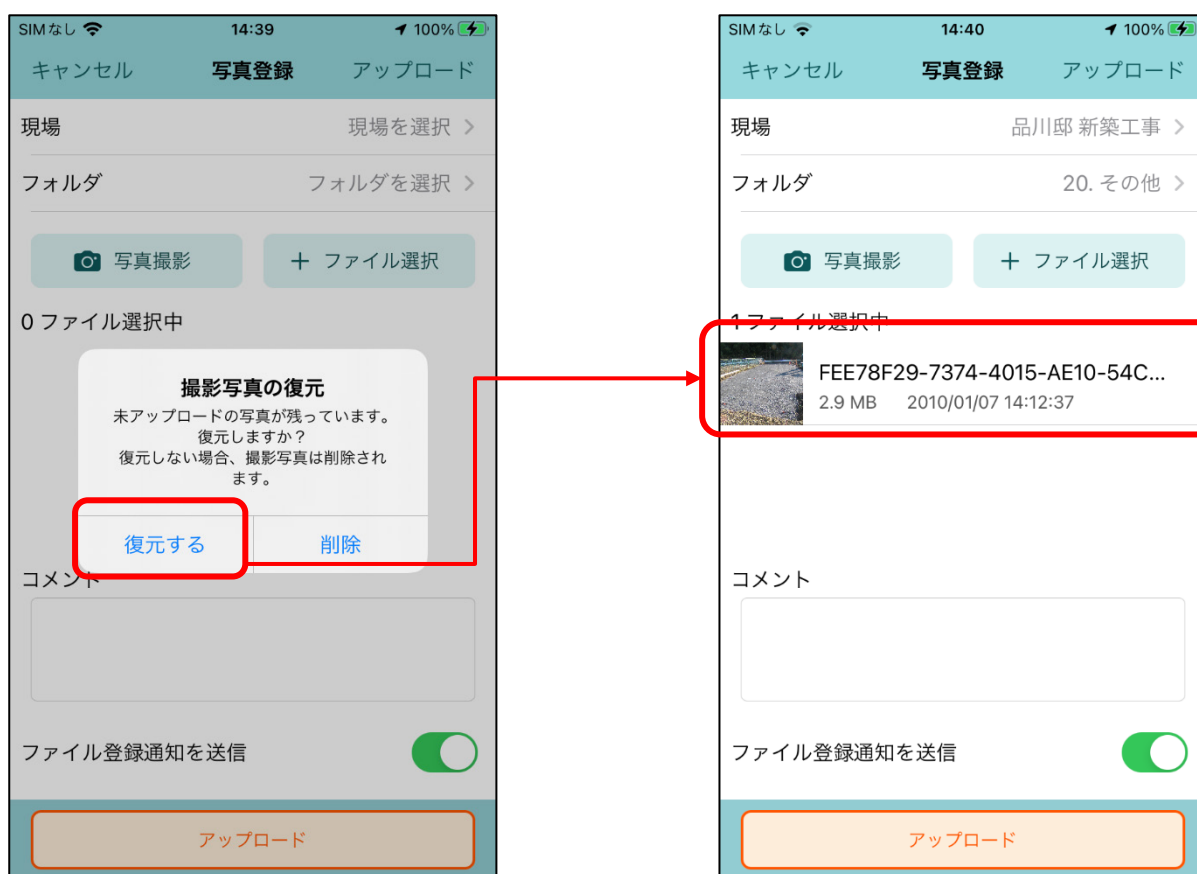 SIMなし 14:39 100%
キャンセル 写真登録 アップロード
現場 現場を選択
フォルダ フォルダを選択
写真撮影 + ファイル選択
0 ファイル選択中
撮影写真の復元
未アップロードの写真が残っています。
復元しますか？
復元しない場合、撮影写真は削除され
ます。
復元する 削除
コメント
ファイル登録通知を送信
アップロード
SIMなし 14:40 100%
キャンセル 写真登録 アップロード
現場 品川邸 新築工事
フォルダ 20. その他
写真撮影 + ファイル選択
1 ファイル選択中
FEE78F29-7374-4015-AE10-54C...
2.9 MB 2010/01/07 14:12:37
コメント
ファイル登録通知を送信
アップロード